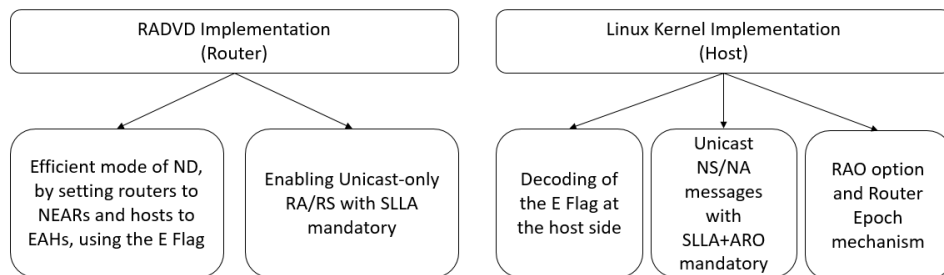 RADVD Implementation
(Router)
Linux Kernel Implementation
(Host)
Efficient mode of ND,
by setting routers to
NEARs and hosts to
EAHs, using the E Flag
Enabling Unicast-only
RA/RS with SLLA
mandatory
Decoding of
the E Flag at
the host side
Unicast
NS/NA
messages
with
SLLA+ARO
mandatory
RAO option
and Router
Epoch
mechanism